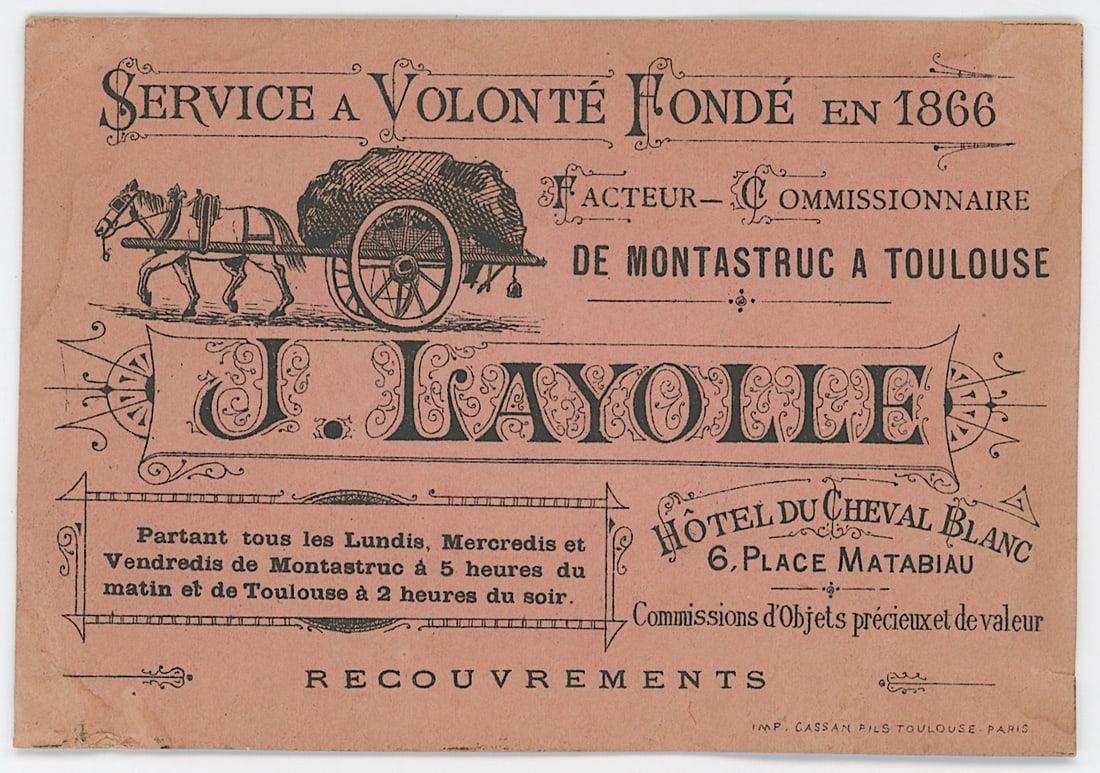 SERVICE A VOLONTÉ FONDÉ EN 1866
FACTEUR-COMMISSIONNAIRE
DE MONTASTRUC A TOULOUSE
J. LAYOLLE
Partant tous les Lundis, Mercredis et
Vendredis de Montastruc à 5 heures du
matin et de Toulouse à 2 heures du soir.
HÔTEL DU CHEVAL BLANC
6, PLACE MATABIAU
Commissions d'Objets précieux et de valeur
RECOUVREMENTS
IMP. CASSAN FILS TOULOUSE-PARIS